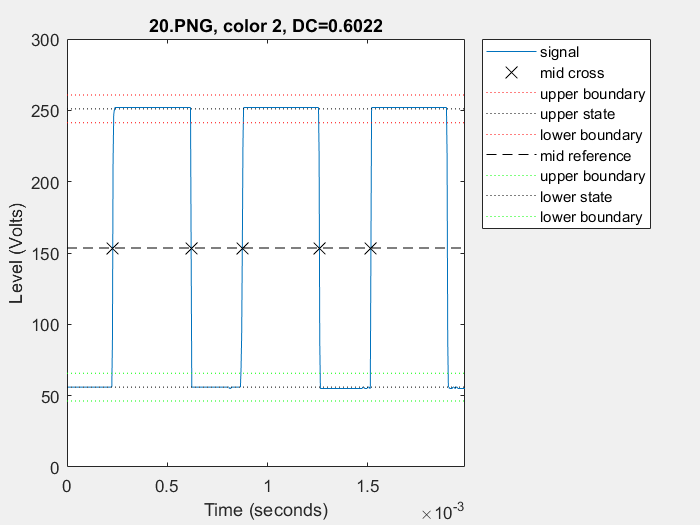 20.PNG, color 2, DC=0.6022
300
250
200
150
100
50
0
Level (Volts)
0 0.5 1 1.5
Time (seconds)
×10-3
signal
mid cross
upper boundary
upper state
lower boundary
mid reference
upper boundary
lower state
lower boundary